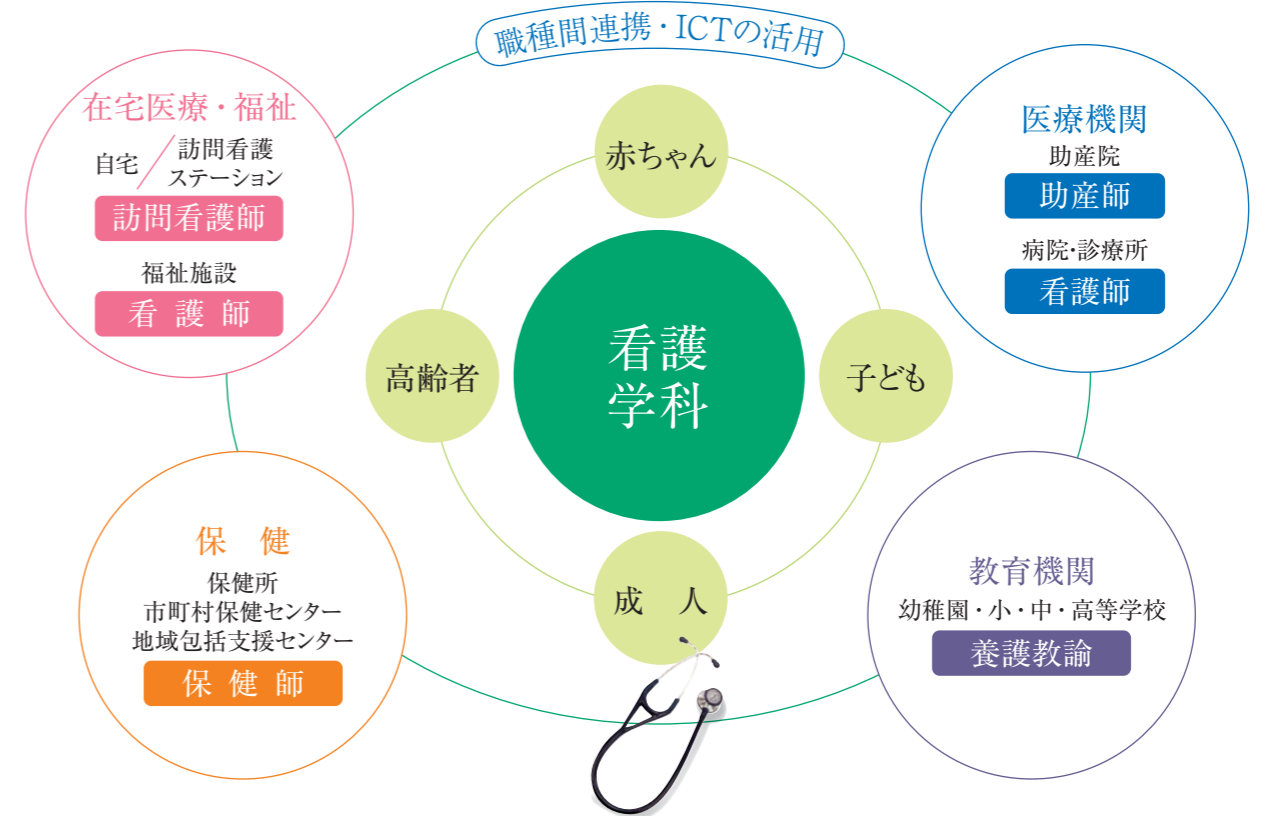 職種間連携・ICTの活用
在宅医療・福祉
自宅／訪問看護
ステーション
訪問看護師
福祉施設
看 護 師
医療機関
助産院
助産師
病院・診療所
看護師
赤ちゃん
高齢者
看護
学科
子ども
成 人
保 健
保健所
市町村保健センター
地域包括支援センター
保 健 師
教育機関
幼稚園・小・中・高等学校
養護教諭